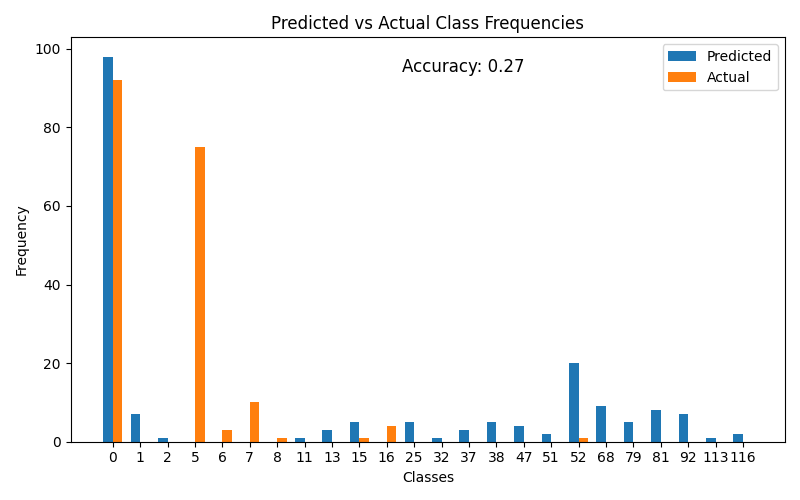 Predicted vs Actual Class Frequencies
Accuracy: 0.27
Predicted
Actual
100
80
60
40
20
0
Frequency
0 1 2 5 6 7 8 11 13 15 16 25 32 37 38 47 51 52 68 79 81 92 113 116
Classes